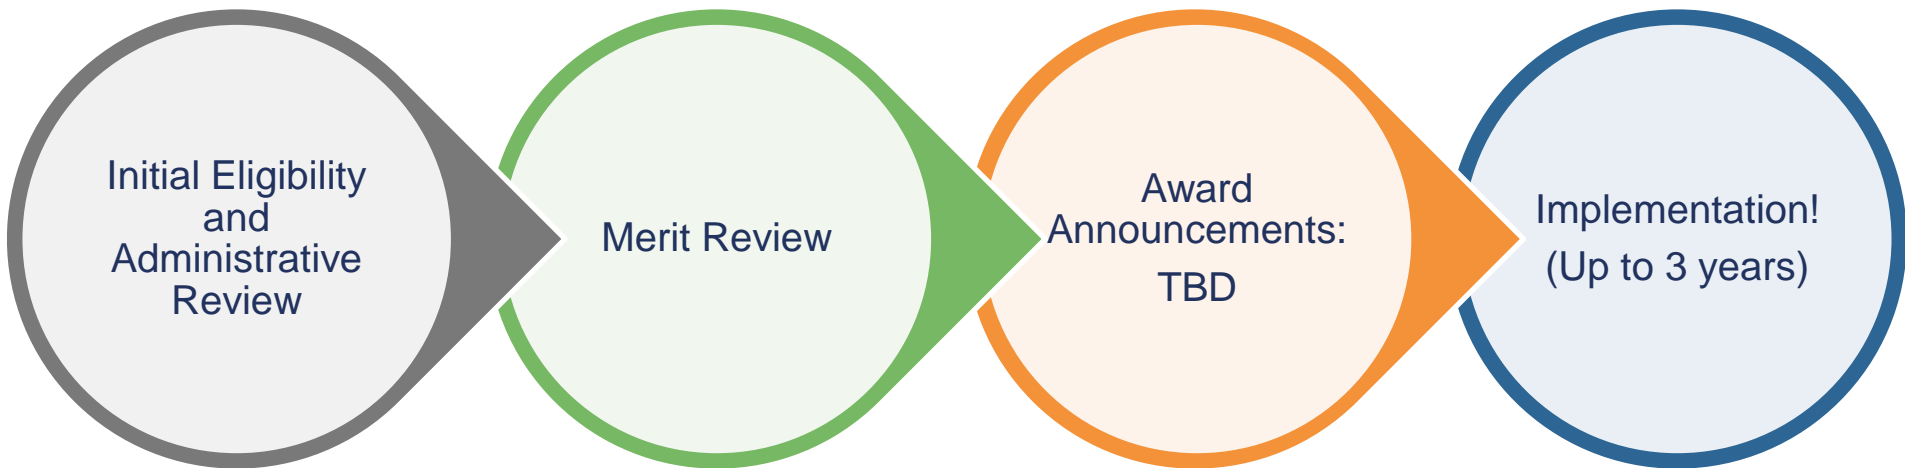 Initial Eligibility
and
Administrative
Review
Merit Review
Award
Announcements:
TBD
Implementation!
(Up to 3 years)